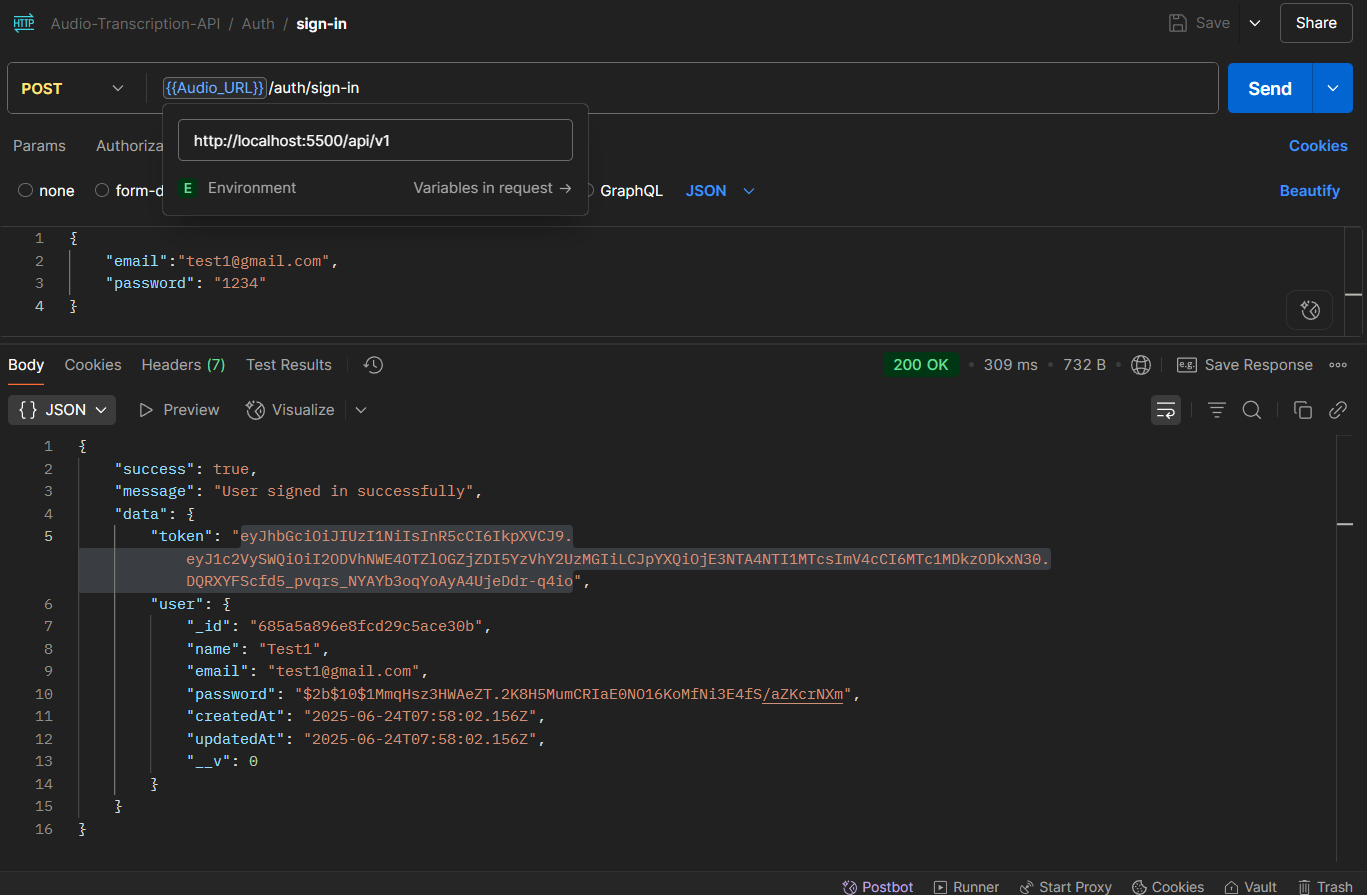 HTTP Audio-Transcription-API / Auth / sign-in Save Share
POST {{Audio_URL}}/auth/sign-in Send
http://localhost:5500/api/v1
Params Authoriza Cookies
E Environment Variables in request →
none form-d GraphQL JSON Beautify
1 {
2 "email":"test1@gmail.com",
3 "password": "1234"
4 }
Body Cookies Headers (7) Test Results 200 OK • 309 ms • 732 B • e.g. Save Response
{} JSON Preview Visualize
1 {
2 "success": true,
3 "message": "User signed in successfully",
4 "data": {
5 "token": "eyJhbGciOiJIUzI1NiIsInR5cCI6IkpXVCJ9.
eyJ1c2VySWQiOiI2ODVhNWE4OTZlOGZjZDI5YzVhY2UzMGIiLCJpYXQiOjE3NTA4NTI1MTcsImV4cCI6MTc1MDkzODkxN30.
DQRXYFScfd5_pvqrs_NYAYb3oqYoAyA4UjeDdr-q4io",
6 "user": {
7 "_id": "685a5a896e8fcd29c5ace30b",
8 "name": "Test1",
9 "email": "test1@gmail.com",
10 "password": "$2b$10$1MmqHsz3HWAeZT.2K8H5MumCRIaE0NO16KoMfNi3E4fS/aZKcrNXm",
11 "createdAt": "2025-06-24T07:58:02.156Z",
12 "updatedAt": "2025-06-24T07:58:02.156Z",
13 "__v": 0
14 }
15 }
16 }
Postbot Runner Start Proxy Cookies Vault Trash